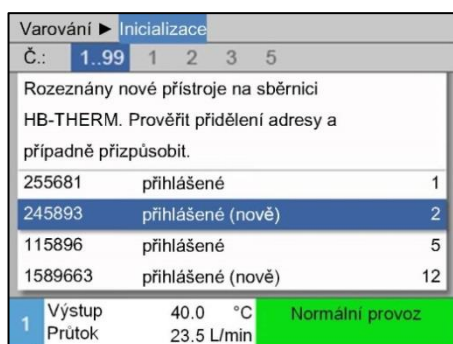 Varování ► Inicializace
Č.: 1..99 1 2 3 5
Rozeznány nové přístroje na sběrnici
HB-THERM. Prověřit přidělení adresy a
případně přizpůsobit.
255681 přihlášené 1
245893 přihlášené (nově) 2
115896 přihlášené 5
1589663 přihlášené (nově) 12
1 Výstup 40.0 °C Normální provoz
Průtok 23.5 L/min